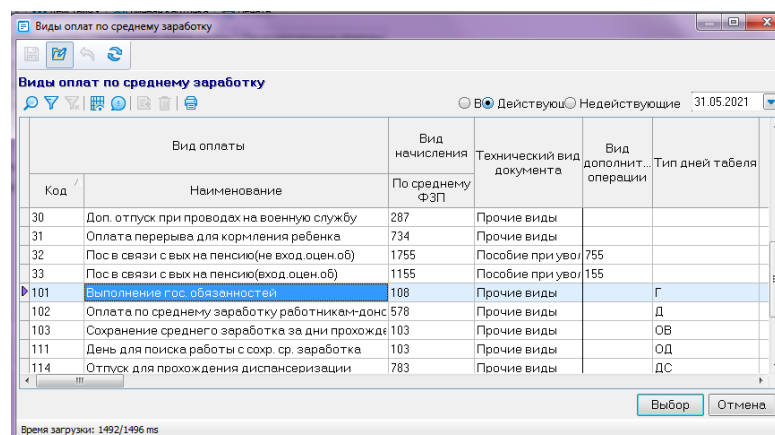 Виды оплат по среднему заработку
Виды оплат по среднему заработку
В Действующ Недействующие 31.05.2021
Вид оплаты Вид начисления Технический вид документа Вид дополнит... операции Тип дней табеля
Код Наименование По среднему ФЗП
30 Доп. отпуск при проводах на военную службу 287 Прочие виды
31 Оплата перерыва для кормления ребенка 734 Прочие виды
32 Пос в связи с вых на пенсию(не вход.оцен.об) 1755 Пособие при увол 755
33 Пос в связи с вых на пенсию(вход.оцен.об) 1155 Пособие при увол 155
101 Выполнение гос. обязанностей 108 Прочие виды Г
102 Оплата по среднему заработку работникам-донс 578 Прочие виды Д
103 Сохранение среднего заработка за дни прохожде 103 Прочие виды ОВ
111 День для поиска работы с сохр. ср. заработка 103 Прочие виды ОД
114 Отпуск для прохождения диспансеризации 783 Прочие виды ДС
Выбор Отмена
Время загрузки: 1492/1496 ms